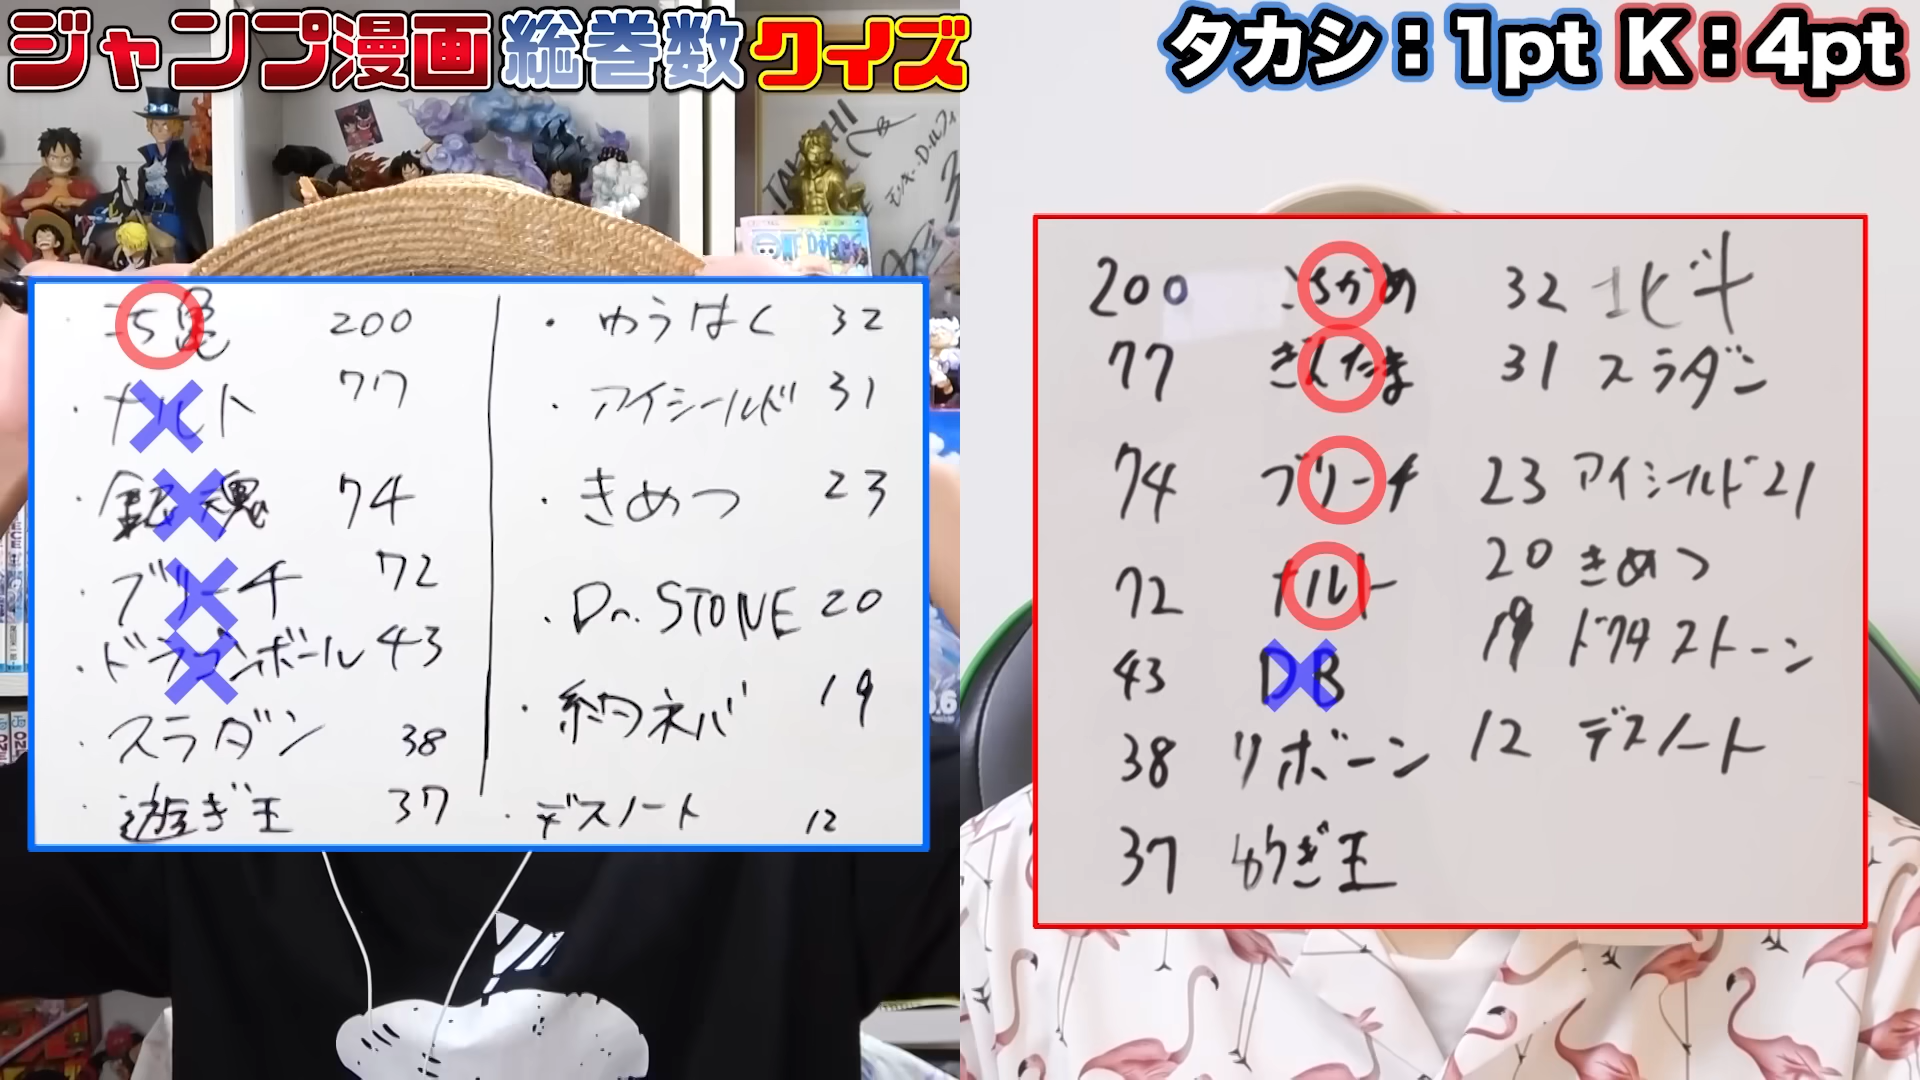 ジャンプ漫画総巻数クイズ
タカシ：1pt K：4pt
こち亀 200
ナルト 77
銀魂 74
ブリーチ 72
ドラゴンボール 43
スラダン 38
遊ぎ王 37
・ゆうはく 32
・アイシールド 31
・きめつ 23
・Dr.STONE 20
・約ネバ 19
・デスノート 12
200 こちかめ
77 ぎんたま
74 ブリーチ
72 ナルト
43 DB
38 リボーン
37 ゆうぎ王
32 北斗
31 スラダン
23 アイシールド21
20 きめつ
19 ドクターストーン
12 デスノート